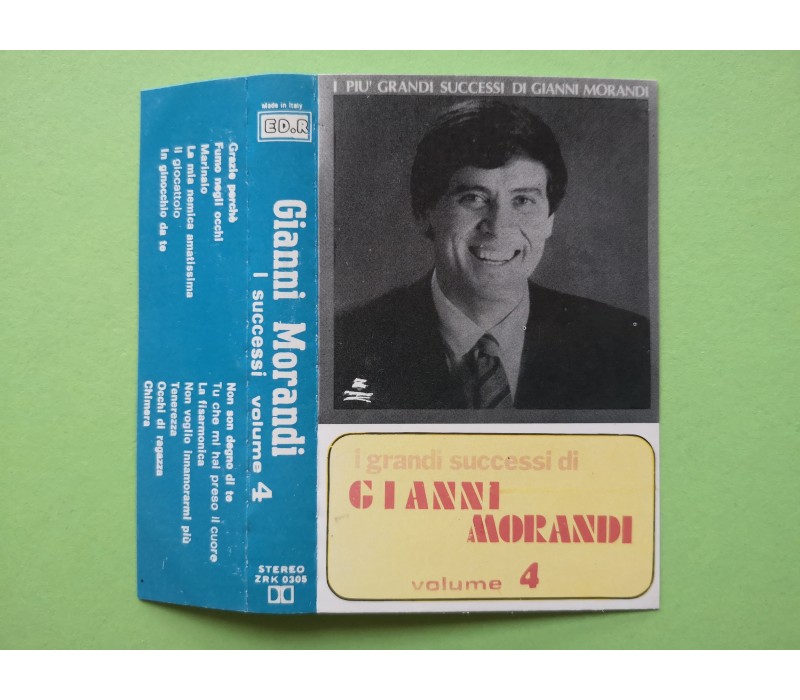 I PIU' GRANDI SUCCESSI DI GIANNI MORANDI
i grandi successi di
GIANNI
MORANDI
volume 4
Made in Italy
ED.R
Gianni Morandi
I successi volume 4
STEREO
ZRK 0305
Grazie perchè
Fumo negli occhi
Marinaio
La mia nemica amatissima
Il giocattolo
In ginocchio da te
Non son degno di te
Tu che mi hai preso il cuore
La fisarmonica
Non voglio innamorarmi più
Tenerezza
Occhi di ragazza
Chimera